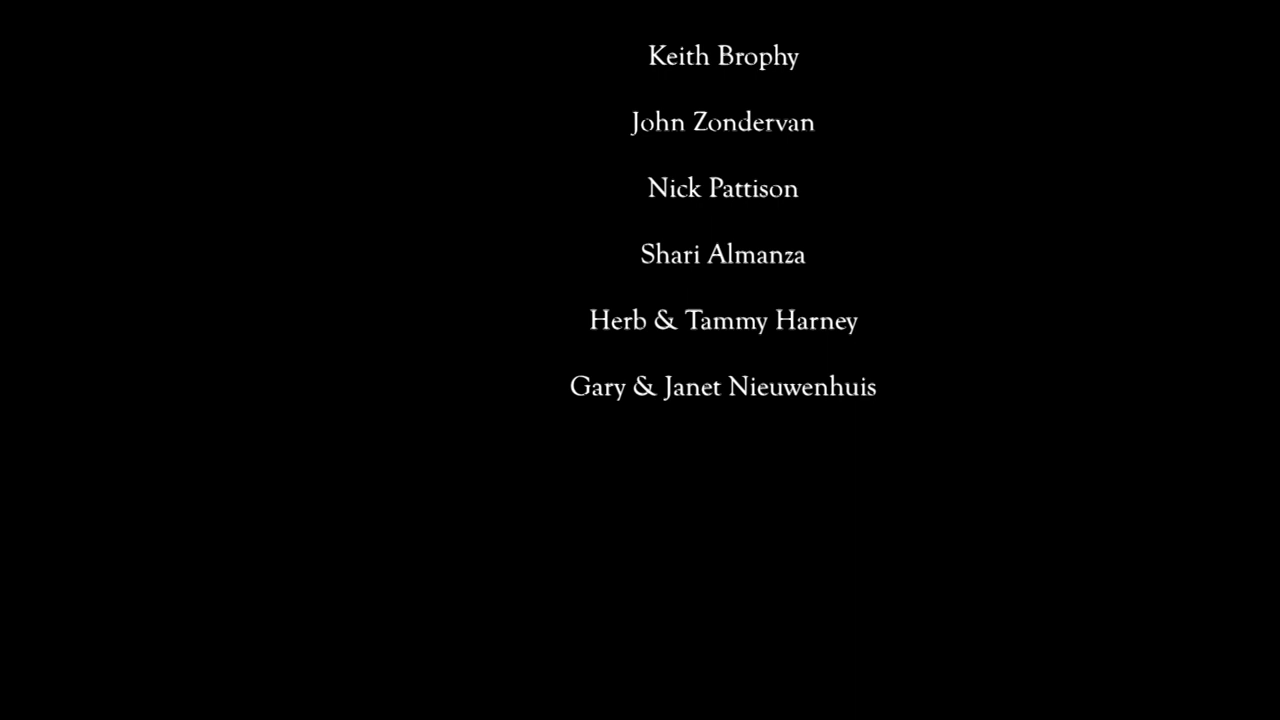 Keith Brophy
John Zondervan
Nick Pattison
Shari Almanza
Herb & Tammy Harney
Gary & Janet Nieuwenhuis